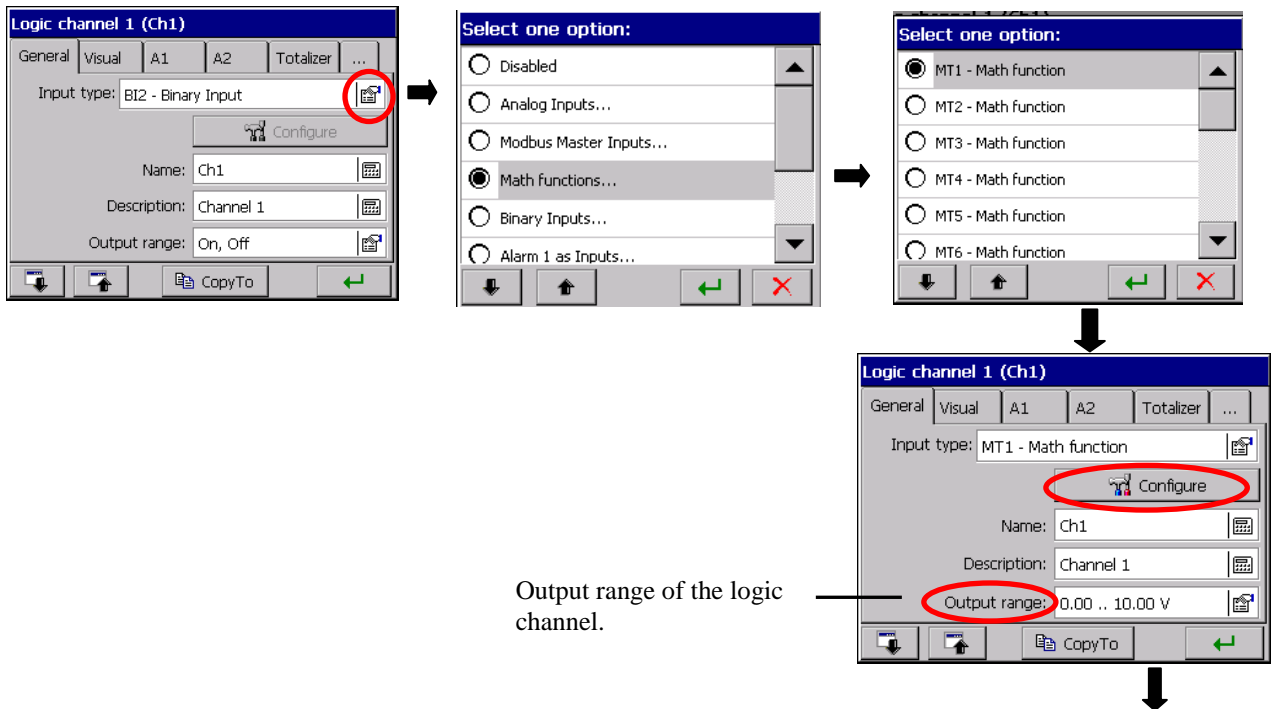 Logic channel 1 (Ch1)
General Visual A1 A2 Totalizer ...
Input type: BI2 - Binary Input
Configure
Name: Ch1
Description: Channel 1
Output range: On, Off
CopyTo
Select one option:
Disabled
Analog Inputs...
Modbus Master Inputs...
Math functions...
Binary Inputs...
Alarm 1 as Inputs...
Select one option:
MT1 - Math function
MT2 - Math function
MT3 - Math function
MT4 - Math function
MT5 - Math function
MT6 - Math function
Logic channel 1 (Ch1)
General Visual A1 A2 Totalizer ...
Input type: MT1 - Math function
Configure
Name: Ch1
Description: Channel 1
Output range: 0.00 .. 10.00 V
CopyTo
Output range of the logic
channel.